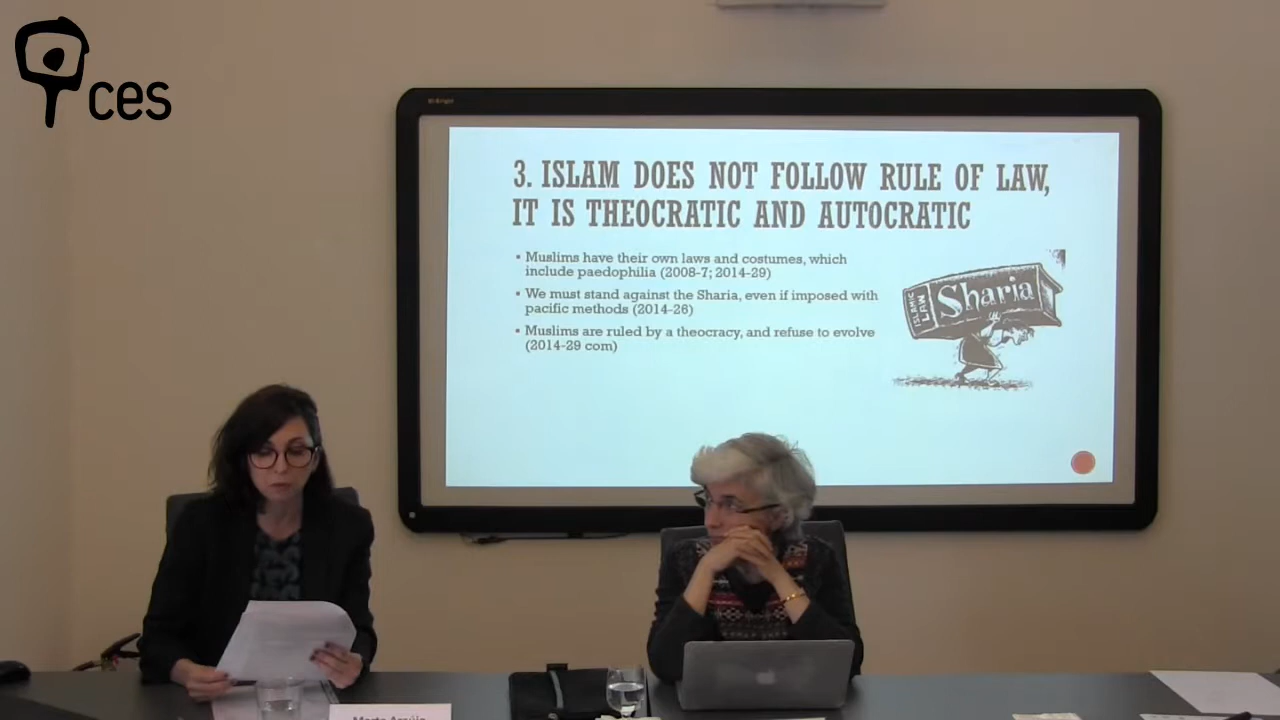 ces
3. ISLAM DOES NOT FOLLOW RULE OF LAW,
IT IS THEOCRATIC AND AUTOCRATIC
▪ Muslims have their own laws and costumes, which
include paedophilia (2008-7; 2014-29)
▪ We must stand against the Sharia, even if imposed with
pacific methods (2014-26)
▪ Muslims are ruled by a theocracy, and refuse to evolve
(2014-29 com)
ISLAMIC
LAW
Sharia
Marta Araújo